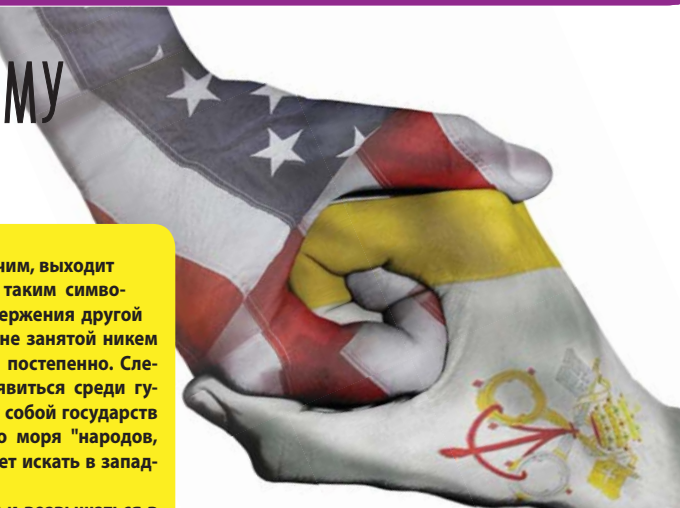 МУ
чим, выходит
таким симво-
ержения другой
не занятой никем
постепенно. Сле-
явиться среди гу-
собой государств
о моря "народов,
ет искать в запад-